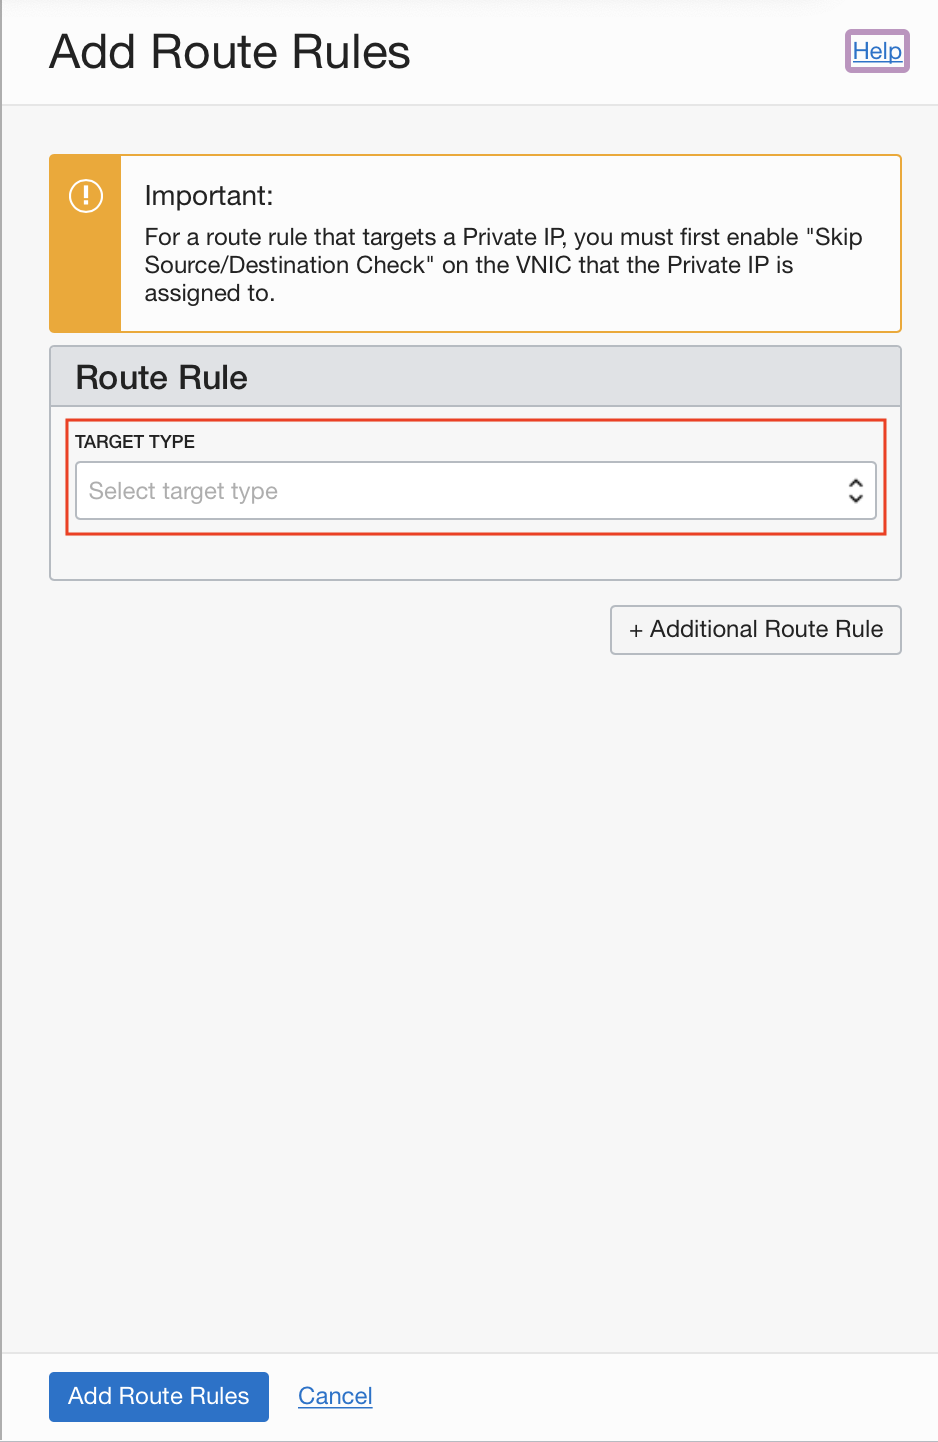 Add Route Rules
Help
Important:
For a route rule that targets a Private IP, you must first enable "Skip
Source/Destination Check" on the VNIC that the Private IP is
assigned to.
Route Rule
TARGET TYPE
Select target type
+ Additional Route Rule
Add Route Rules
Cancel